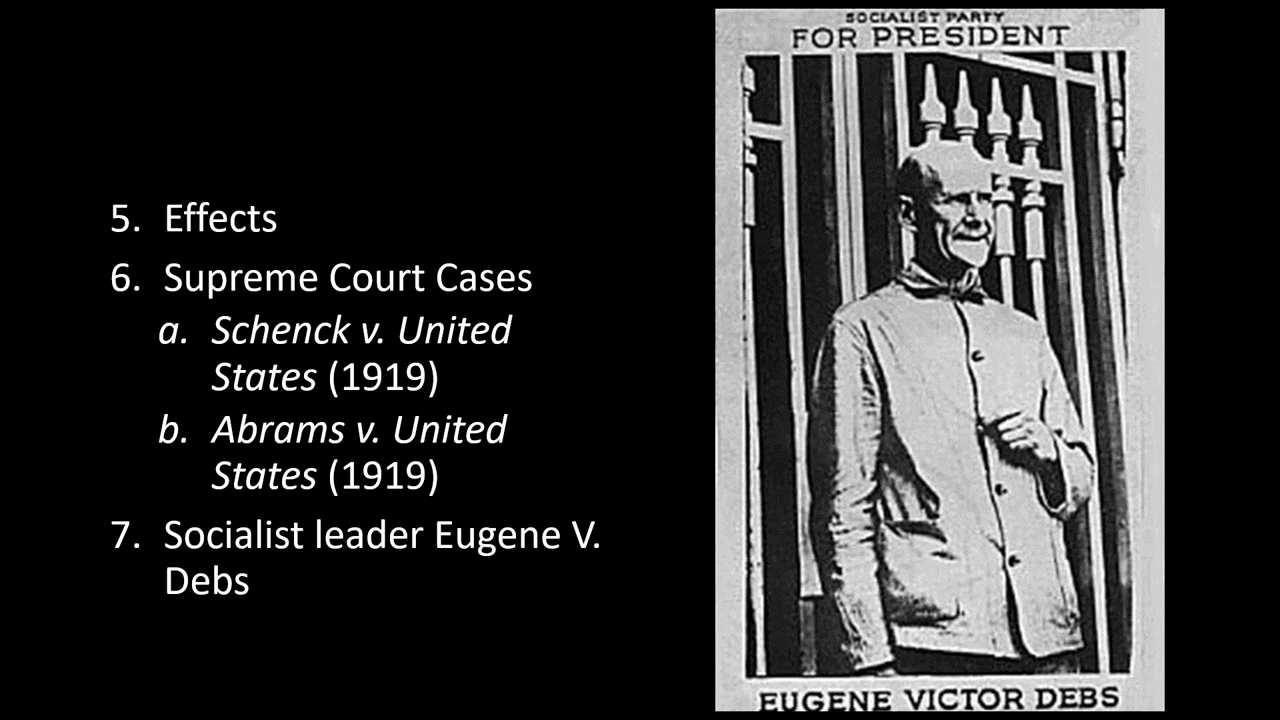 5. Effects
6. Supreme Court Cases
a. Schenck v. United
States (1919)
b. Abrams v. United
States (1919)
7. Socialist leader Eugene V.
Debs
SOCIALIST PARTY
FOR PRESIDENT
EUGENE VICTOR DEBS